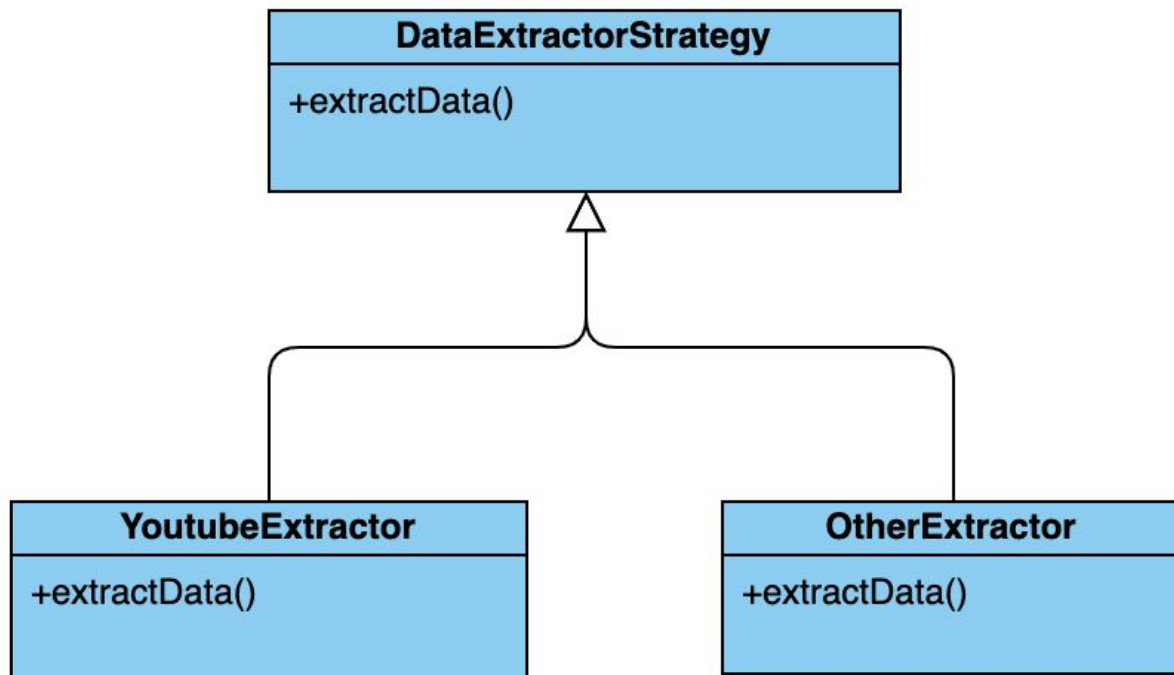 DataExtractorStrategy
+extractData()
YoutubeExtractor
+extractData()
OtherExtractor
+extractData()